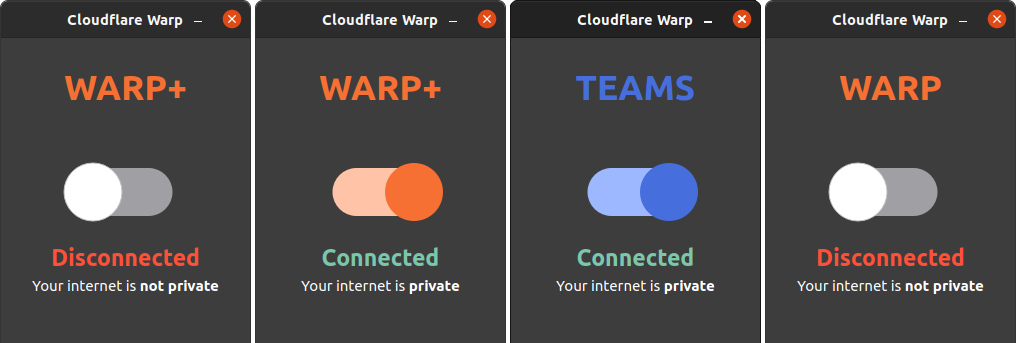 Cloudflare Warp
WARP+
Disconnected
Your internet is not private
Cloudflare Warp
WARP+
Connected
Your internet is private
Cloudflare Warp
TEAMS
Connected
Your internet is private
Cloudflare Warp
WARP
Disconnected
Your internet is not private